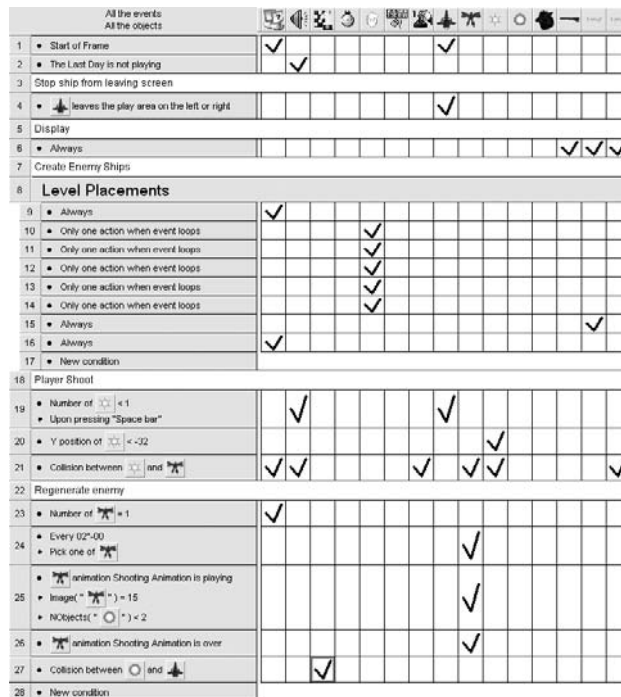 All the events
All the objects
1 • Start of Frame
2 • The Last Day is not playing
3 Stop ship from leaving screen
4 • leaves the play area on the left or right
5 Display
6 • Always
7 Create Enemy Ships
8 Level Placements
9 • Always
10 • Only one action when event loops
11 • Only one action when event loops
12 • Only one action when event loops
13 • Only one action when event loops
14 • Only one action when event loops
15 • Always
16 • Always
17 • New condition
18 Player Shoot
19 • Number of < 1
• Upon pressing "Space bar"
20 • Y position of < -32
21 • Collision between and
22 Regenerate enemy
23 • Number of = 1
24 • Every 02"-00
• Pick one of
25 • animation Shooting Animation is playing
• Image( " " ) = 15
• NObjects( " " ) < 2
26 • animation Shooting Animation is over
27 • Collision between and
28 • New condition